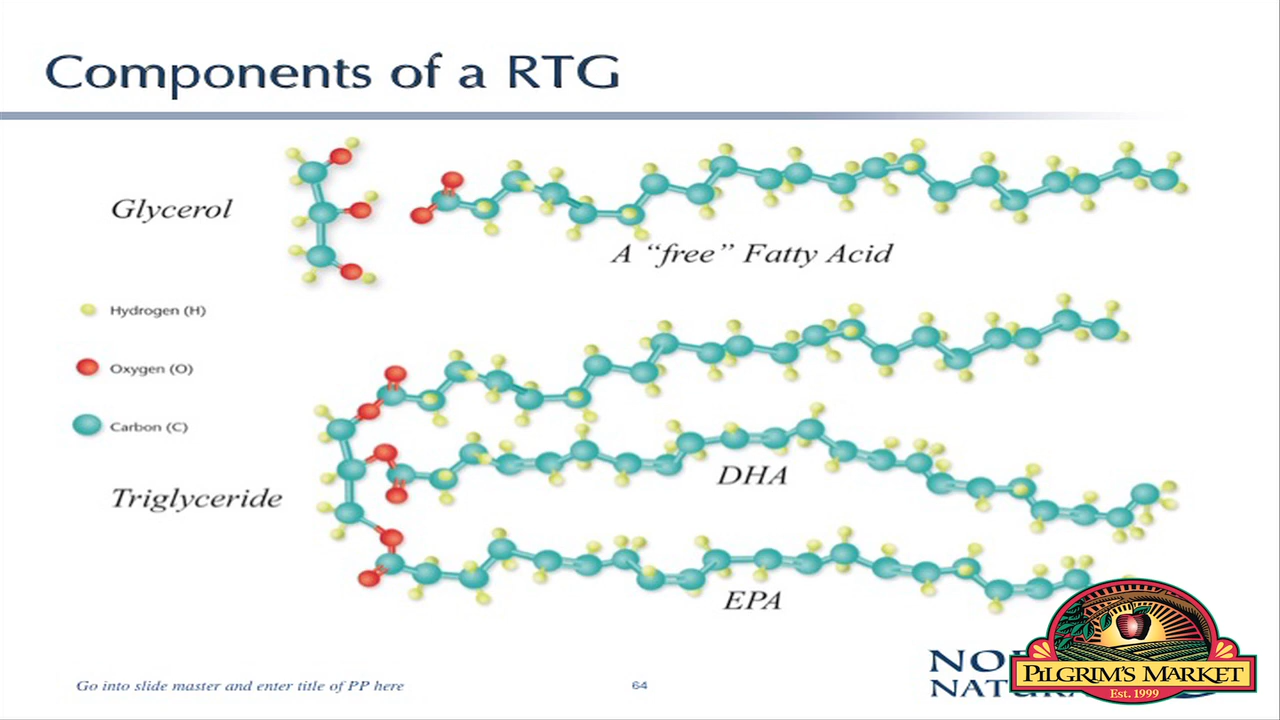 Components of a RTG
Glycerol
A “free” Fatty Acid
Hydrogen (H)
Oxygen (O)
Carbon (C)
DHA
Triglyceride
EPA
Go into slide master and enter title of PP here
64
PILGRIM'S MARKET
Est. 1999